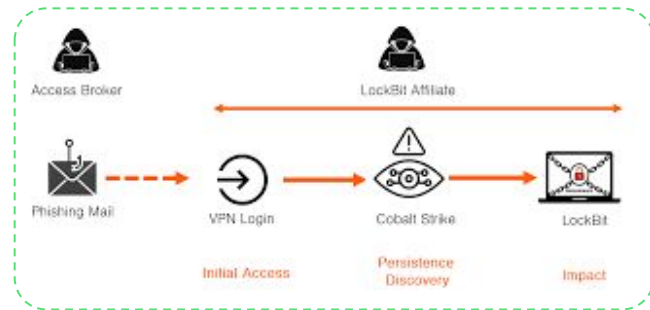 Access Broker
LockBit Affiliate
Phishing Mail
VPN Login
Cobalt Strike
LockBit
Initial Access
Persistence
Discovery
Impact